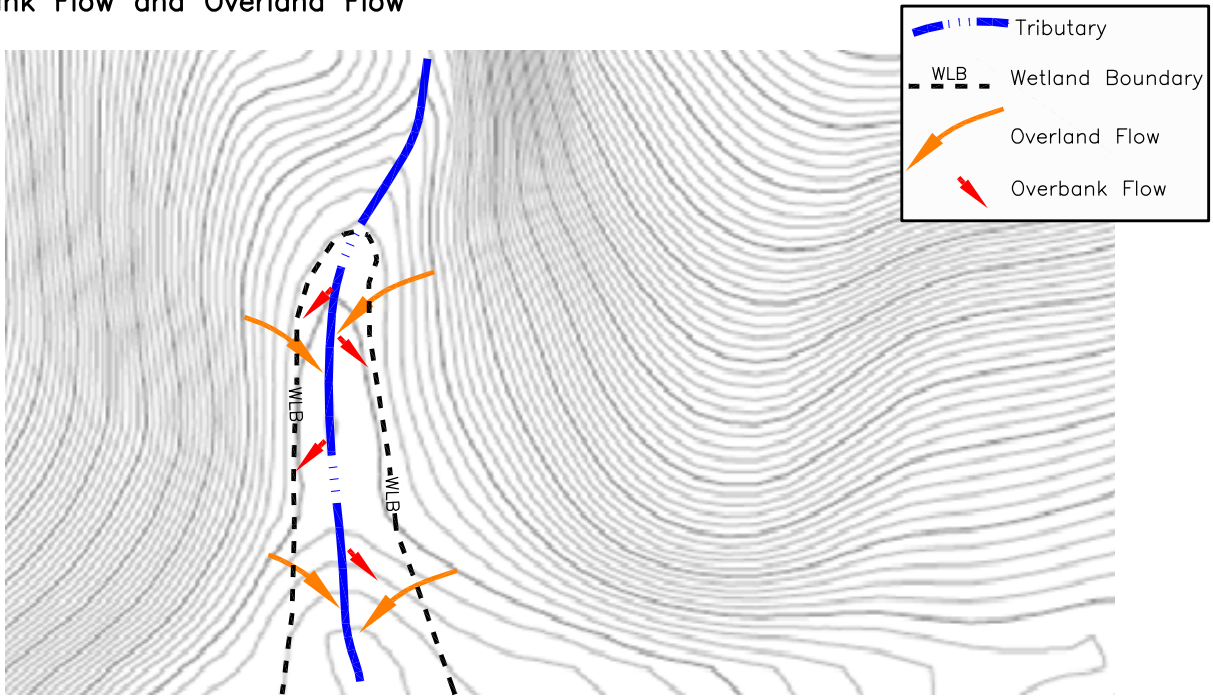 nk Flow and Overland Flow
Tributary
WLB
Wetland Boundary
Overland Flow
Overbank Flow
WLB
WLB